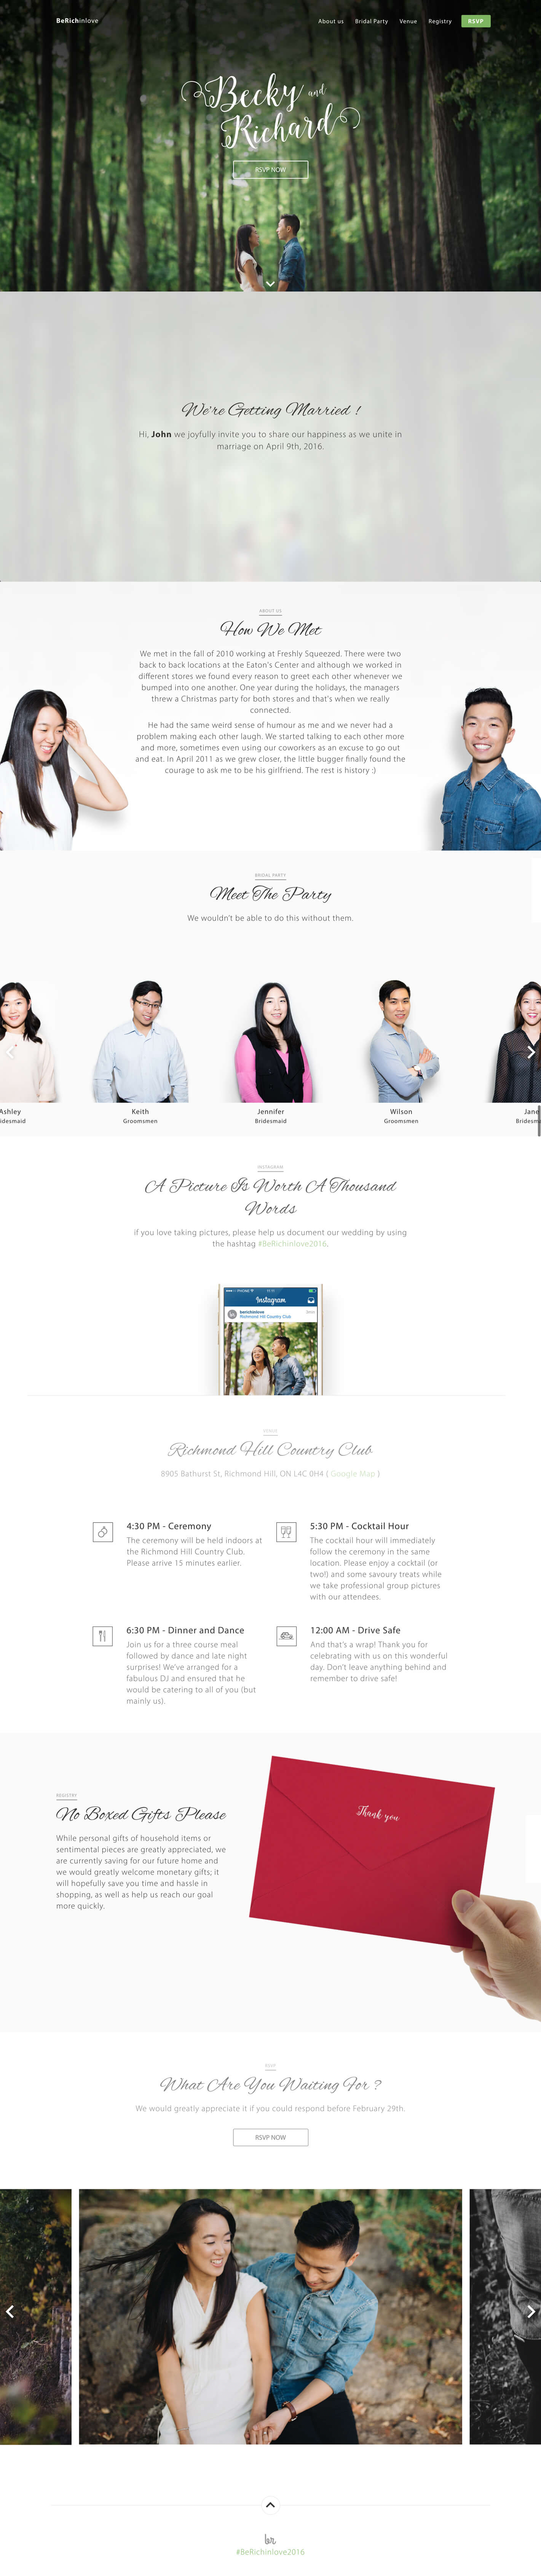 BeRichinlove
About us
Bridal Party
Venue
Registry
RSVP
Becky and
Richard
RSVP NOW
We're Getting Married !
Hi, John we joyfully invite you to share our happiness as we unite in
marriage on April 9th, 2016.
ABOUT US
How We Met
We met in the fall of 2010 working at Freshly Squeezed. There were two
back to back locations at the Eaton's Center and although we worked in
different stores we found every reason to greet each other whenever we
bumped into one another. One year during the holidays, the managers
threw a Christmas party for both stores and that's when we really
connected.
He had the same weird sense of humour as me and we never had a
problem making each other laugh. We started talking to each other more
and more, sometimes even using our coworkers as an excuse to go out
and eat. In April 2011 as we grew closer, the little bugger finally found the
courage to ask me to be his girlfriend. The rest is history :)
BRIDAL PARTY
Meet The Party
We wouldn't be able to do this without them.
Ashley
idesmaid
Keith
Groomsmen
Jennifer
Bridesmaid
Wilson
Groomsmen
Jane
Bridesm
INSTAGRAM
A Picture Is Worth A Thousand
Words
If you love taking pictures, please help us document our wedding by using
the hashtag #BeRichinlove2016.
Instagram
berichinlove
Richmond Hill Country Club
VENUE
Richmond Hill Country Club
8905 Bathurst St, Richmond Hill, ON L4C 0H4 ( Google Map )
4:30 PM - Ceremony
The ceremony will be held indoors at
the Richmond Hill Country Club.
Please arrive 15 minutes earlier.
5:30 PM - Cocktail Hour
The cocktail hour will immediately
follow the ceremony in the same
location. Please enjoy a cocktail (or
two!) and some savoury treats while
we take professional group pictures
with our attendees.
6:30 PM - Dinner and Dance
Join us for a three course meal
followed by dance and late night
surprises! We've arranged for a
fabulous DJ and ensured that he
would be catering to all of you (but
mainly us).
12:00 AM - Drive Safe
And that's a wrap! Thank you for
celebrating with us on this wonderful
day. Don't leave anything behind and
remember to drive safe!
REGISTRY
No Boxed Gifts Please
While personal gifts of household items or
sentimental pieces are greatly appreciated, we
are currently saving for our future home and
we would greatly welcome monetary gifts; it
will hopefully save you time and hassle in
shopping, as well as help us reach our goal
more quickly.
Thank you
RSVP
What Are You Waiting For ?
We would greatly appreciate it if you could respond before February 29th.
RSVP NOW
br
#BeRichinlove2016